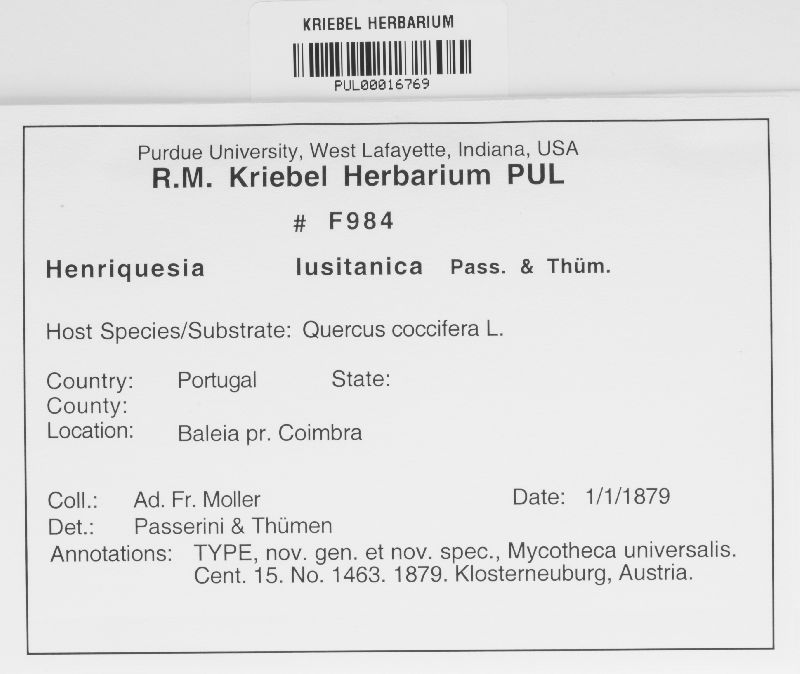 KRIEBEL HERBARIUM
PUL00016769
Purdue University, West Lafayette, Indiana, USA
R.M. Kriebel Herbarium PUL
# F984
Henriquesia lusitanica Pass. & Thüm.
Host Species/Substrate: Quercus coccifera L.
Country: Portugal State:
County:
Location: Baleia pr. Coimbra
Coll.: Ad. Fr. Moller Date: 1/1/1879
Det.: Passerini & Thümen
Annotations: TYPE, nov. gen. et nov. spec., Mycotheca universalis.
Cent. 15. No. 1463. 1879. Klosterneuburg, Austria.